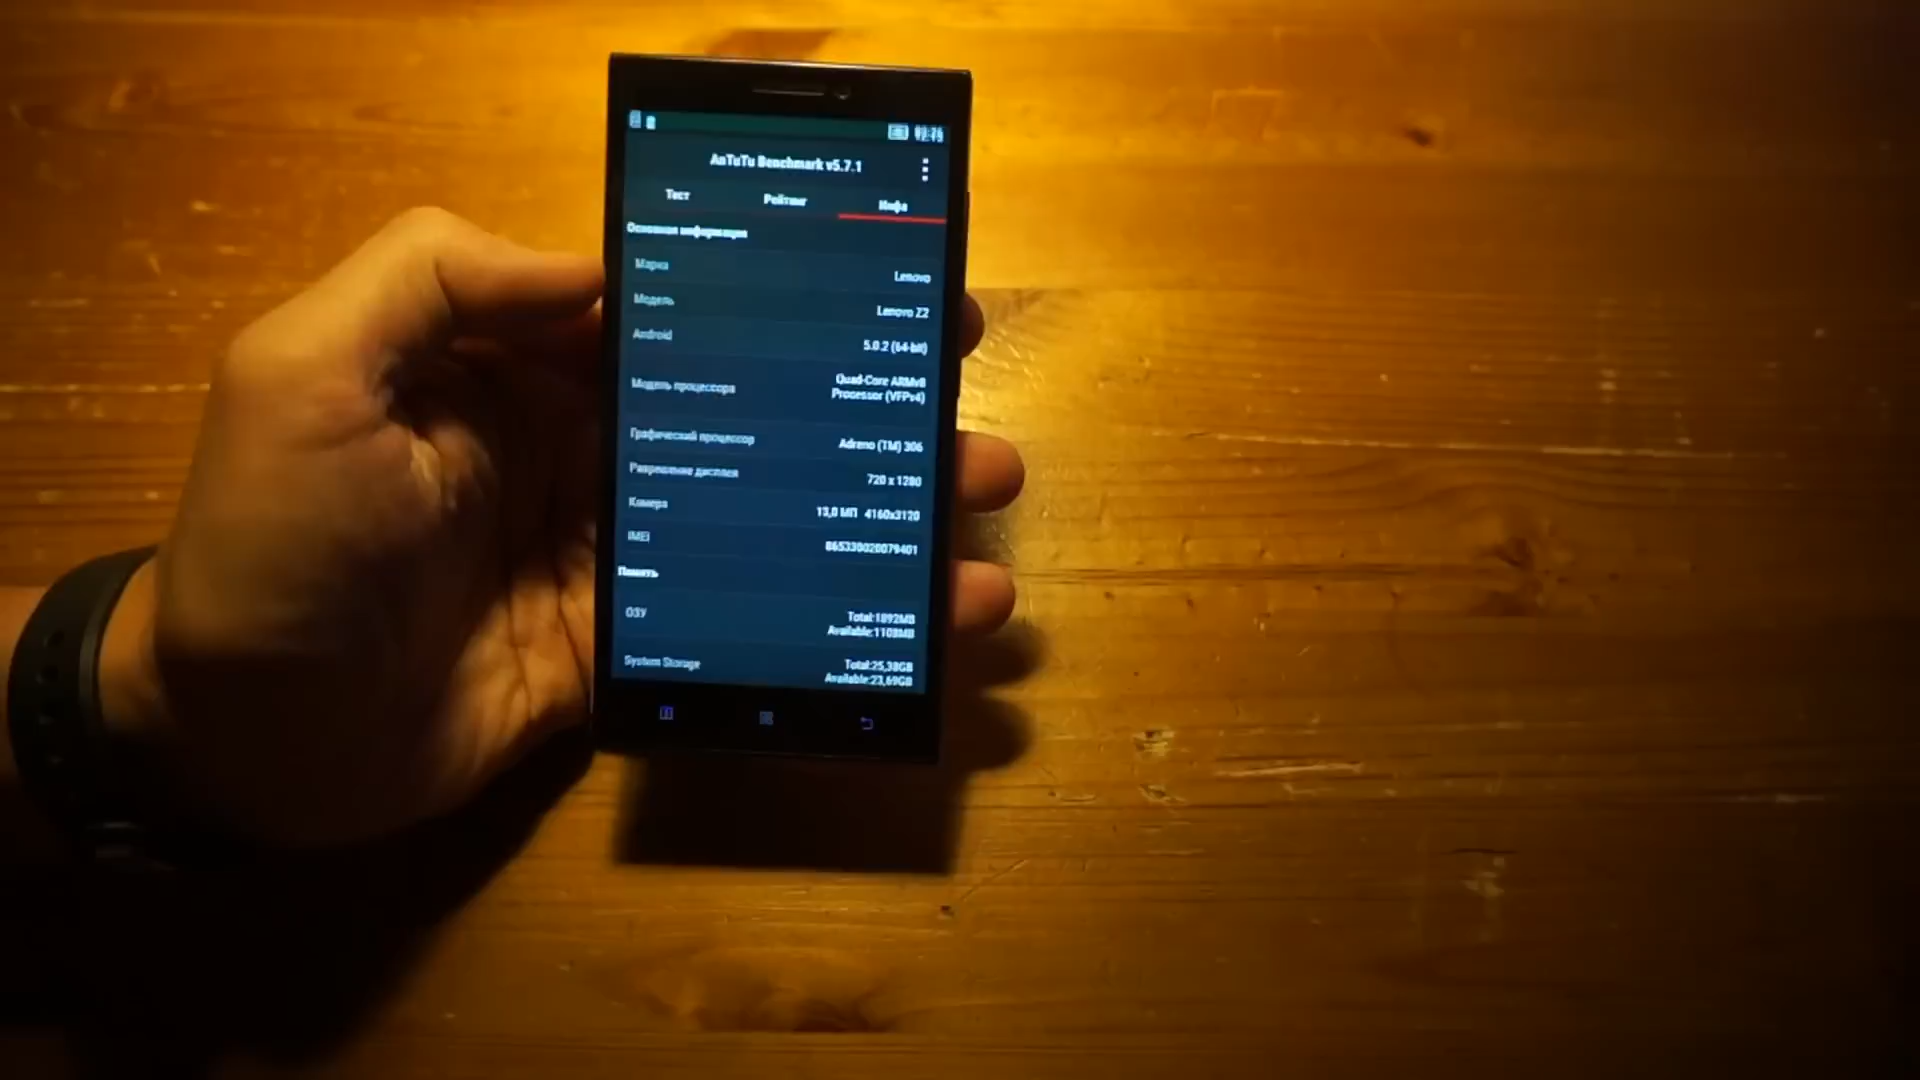 AnTuTu Benchmark v5.7.1
Тест Рейтинг Инфа
Основная информация
Марка Lenovo
Модель Lenovo Z2
Android 5.0.2 (64-bit)
Модель процессора Quad-Core ARMv8
Processor (VFPv4)
Графический процессор Adreno (TM) 306
Разрешение дисплея 720 x 1280
Камера 13,0 МП 4160x3120
IMEI 865330020079401
Память
ОЗУ Total:1892MB
Available:1108MB
System Storage Total:25,38GB
Available:23,69GB